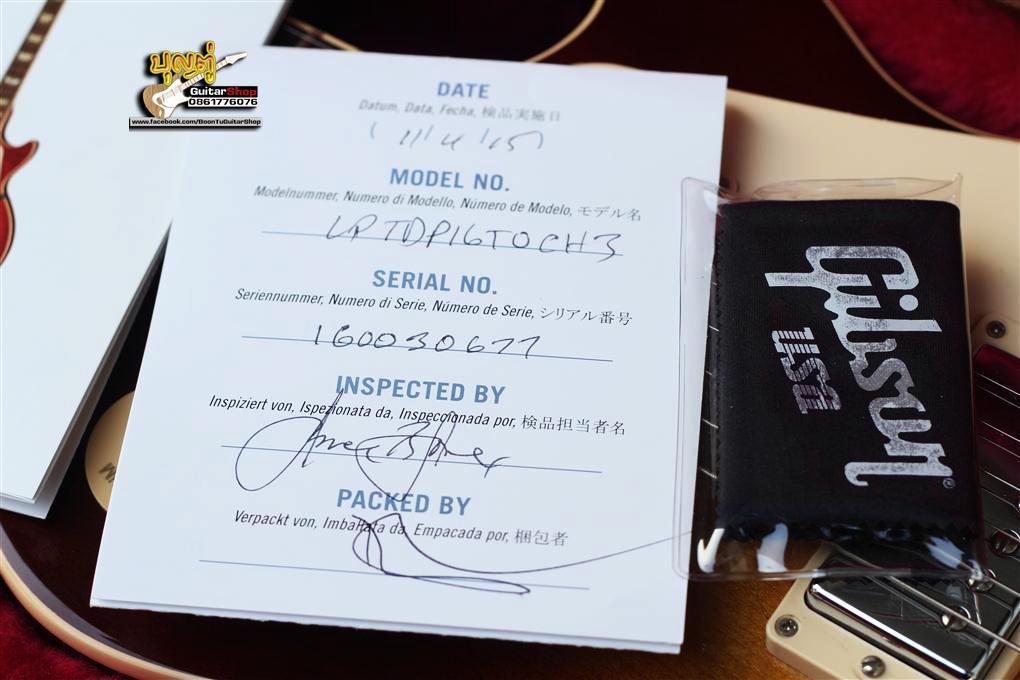 บุญตู่
GuitarShop
0861776076
www.facebook.com/BoonTuGuitarShop
DATE
Datum, Data, Fecha, 検品実施日
11/4/15
MODEL NO.
Modelnummer, Numero di Modello, Número de Modelo, モデル名
LPTDP16TOCH3
SERIAL NO.
Seriennummer, Numero di Serie, Número de Serie, シリアル番号
160030677
INSPECTED BY
Inspiziert von, Ispezionata da, Inspeccionada por, 検品担当者名
PACKED BY
Verpackt von, Imballata da, Empacada por, 梱包者
Gibson
USA